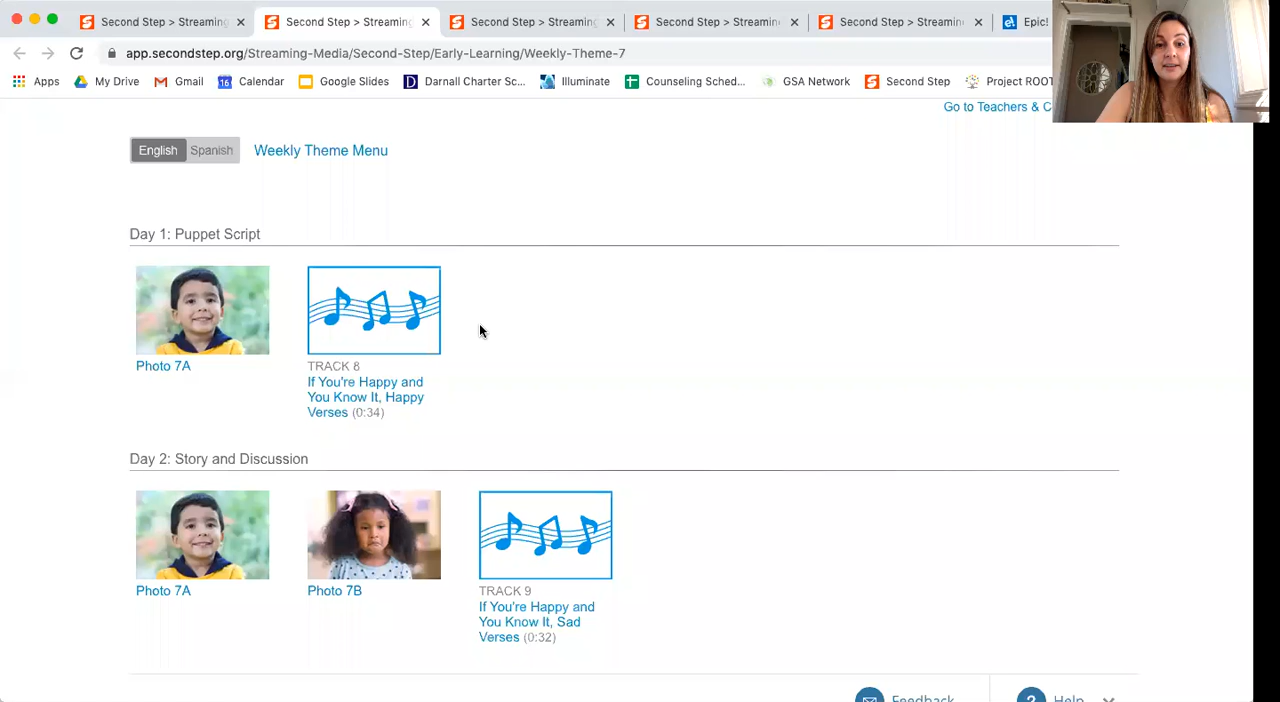 Second Step > Streaming
Second Step > Streaming
Second Step > Streaming
Second Step > Streamin
Second Step > Streamin
Epic!
app.secondstep.org/Streaming-Media/Second-Step/Early-Learning/Weekly-Theme-7
Apps
My Drive
Gmail
16
Calendar
Google Slides
Darnall Charter Sc...
Illuminate
Counseling Sched...
GSA Network
Second Step
Project ROOT
Go to Teachers & C
English
Spanish
Weekly Theme Menu
Day 1: Puppet Script
Photo 7A
TRACK 8
If You're Happy and
You Know It, Happy
Verses (0:34)
Day 2: Story and Discussion
Photo 7A
Photo 7B
TRACK 9
If You're Happy and
You Know It, Sad
Verses (0:32)
Feedback
? Help